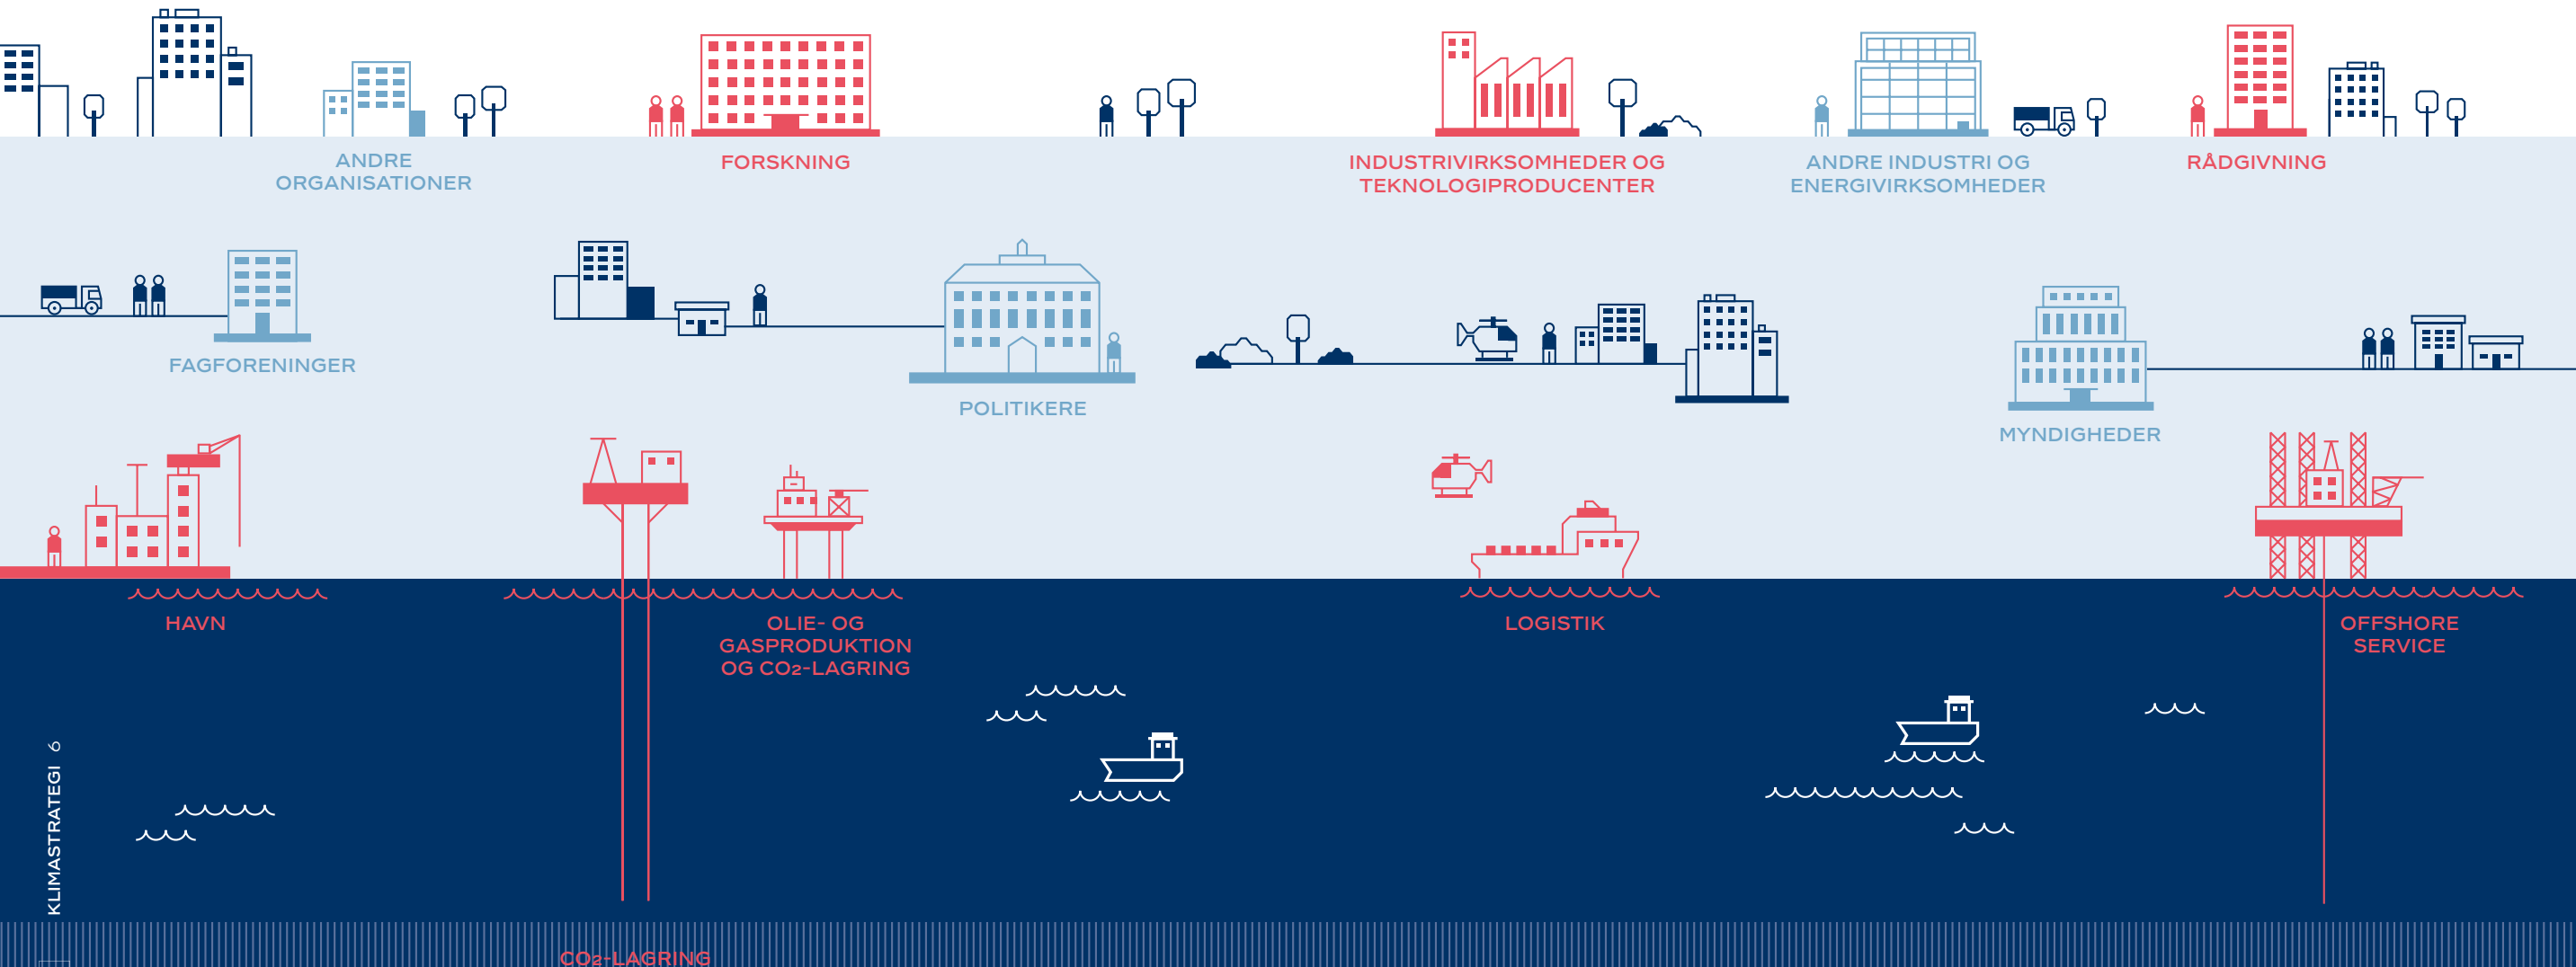 ANDRE
ORGANISATIONER
FORSKNING
INDUSTRIVIRKSOMHEDER OG
TEKNOLOGIPRODUCENTER
ANDRE INDUSTRI OG
ENERGIVIRKSOMHEDER
RÅDGIVNING
FAGFORENINGER
POLITIKERE
MYNDIGHEDER
HAVN
OLIE- OG
GASPRODUKTION
OG CO2-LAGRING
LOGISTIK
OFFSHORE
SERVICE
KLIMASTRATEGI 6
CO2-LAGRING